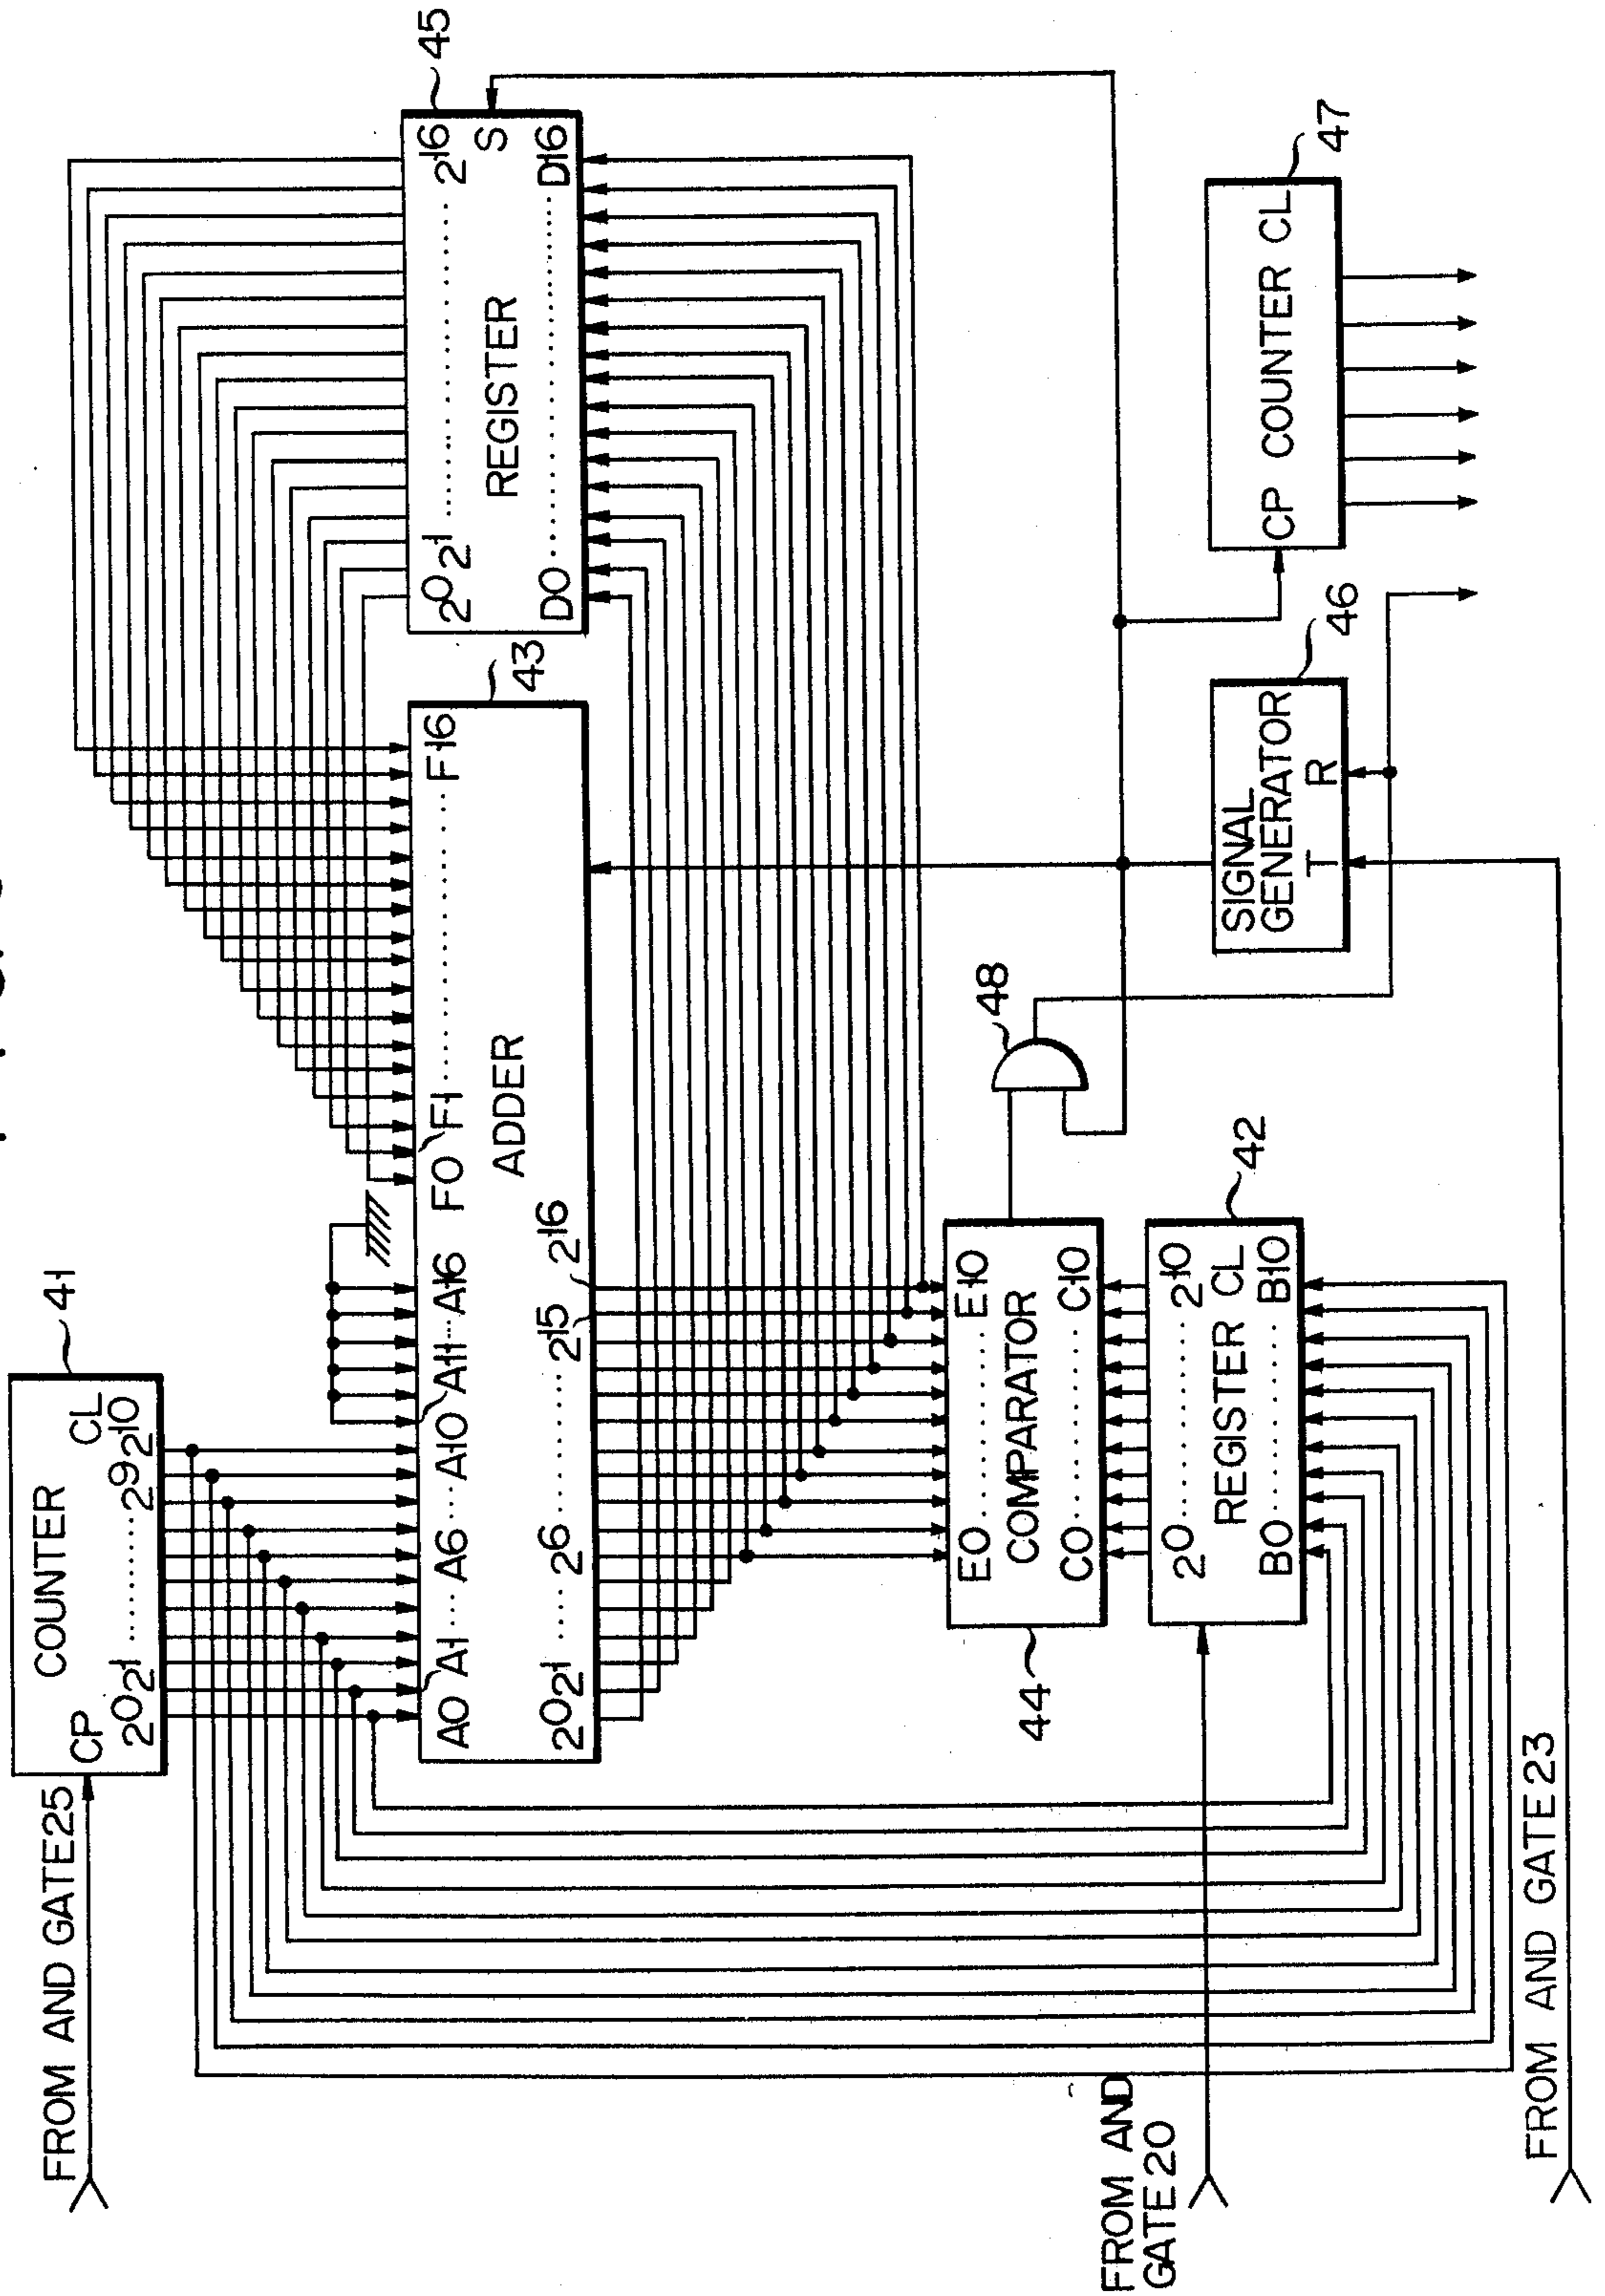 FROM AND GATE25
CP COUNTER CL
2⁰ 2¹ ........ 2⁹ 2¹⁰
41
A0 A1 .... A6 ... A10 A11 ... A16 F0 F1 ............ F16
ADDER
2⁰ 2¹ ..... 2⁶ ........ 2¹⁵ 2¹⁶
43
2⁰ 2¹ ............ 2¹⁶
REGISTER S
D0 ............ D16
45
E0 ........ E10
COMPARATOR
C0 ...... C10
44
48
2⁰ ........ 2¹⁰
REGISTER CL
B0 ...... B10
42
SIGNAL
GENERATOR
T R
46
CP COUNTER CL
47
FROM AND
GATE 20
FROM AND GATE 23